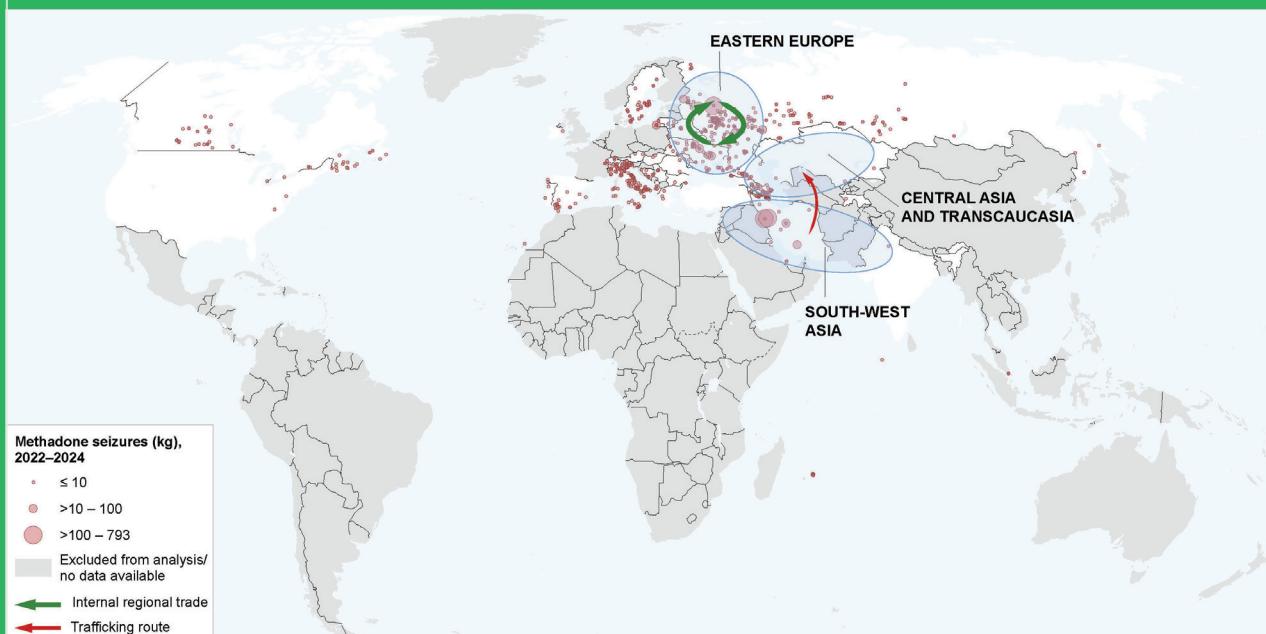 EASTERN EUROPE
CENTRAL ASIA
AND TRANSCAUCASIA
SOUTH-WEST
ASIA
Methadone seizures (kg),
2022–2024
≤ 10
>10 – 100
>100 – 793
Excluded from analysis/
no data available
Internal regional trade
Trafficking route